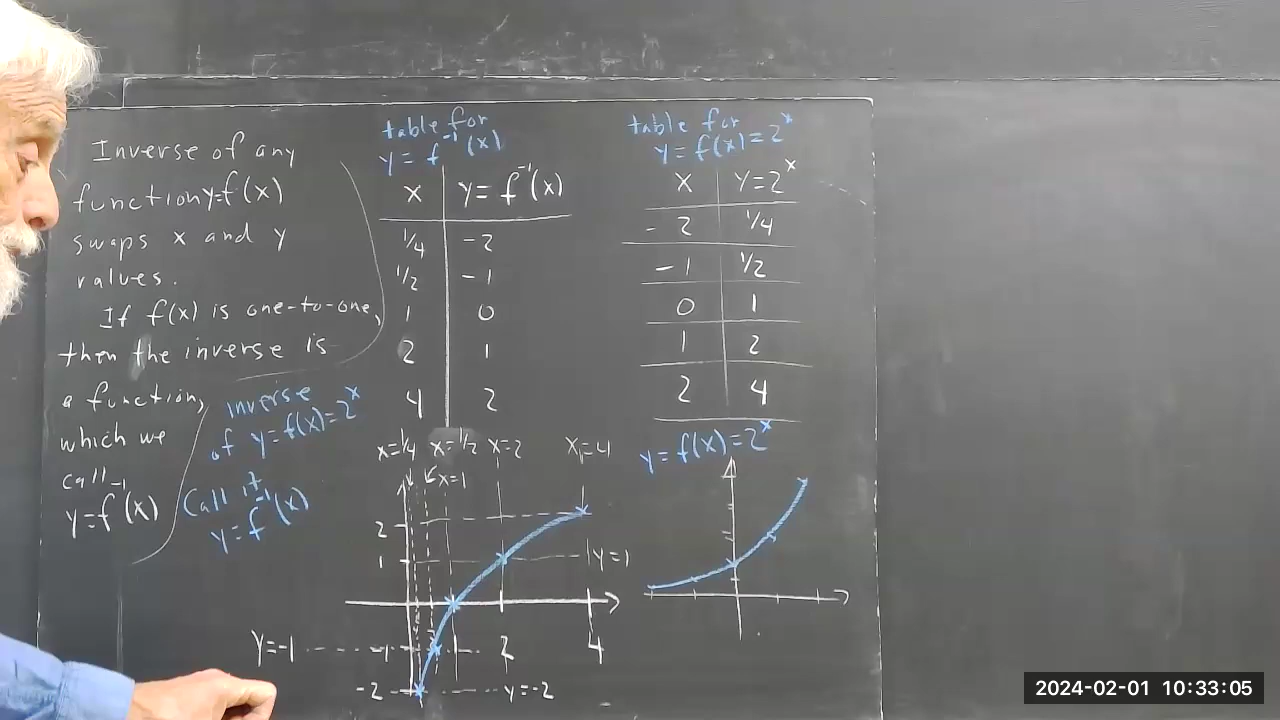 Inverse of any
function y=f(x)
swaps x and y
values.
If f(x) is one-to-one,
then the inverse is
a function,
which we
call
y=f⁻¹(x)
inverse
of y=f(x)=2ˣ
Call it
y=f⁻¹(x)
table for
y = f⁻¹(x)
x y = f⁻¹(x)
1/4 -2
1/2 -1
1 0
2 1
4 2
table for
y=f(x)=2ˣ
x y=2ˣ
-2 1/4
-1 1/2
0 1
1 2
2 4
x=1/4 x=1/2 x=2 x=4
x=1
2
1 y=1
y=-1 -1 2 4
-2 y=-2
y=f(x)=2ˣ
2024-02-01 10:33:05